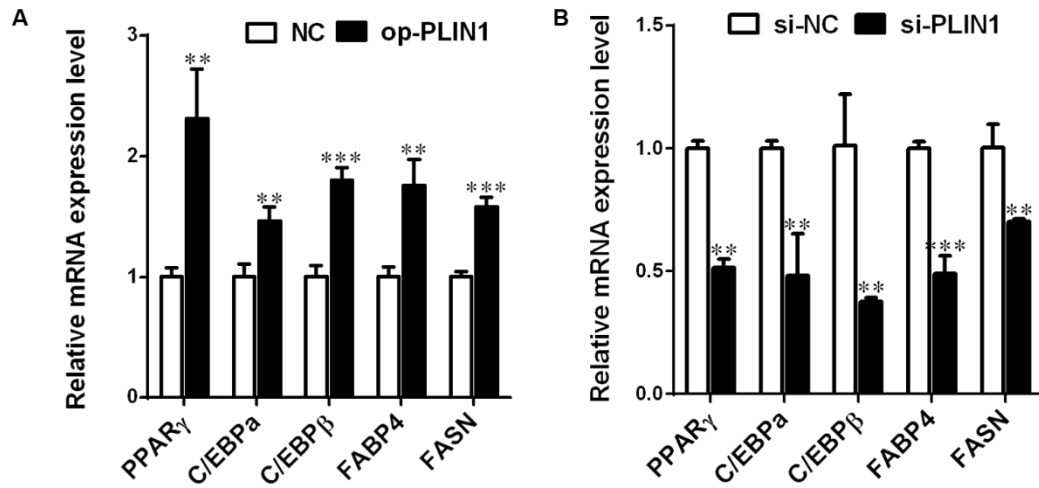 A
NC op-PLIN1
Relative mRNA expression level
3
2
1
0
** ** *** ** ***
PPARγ C/EBPa C/EBPβ FABP4 FASN
B
si-NC si-PLIN1
Relative mRNA expression level
1.5
1.0
0.5
0.0
** ** ** *** **
PPARγ C/EBPa C/EBPβ FABP4 FASN